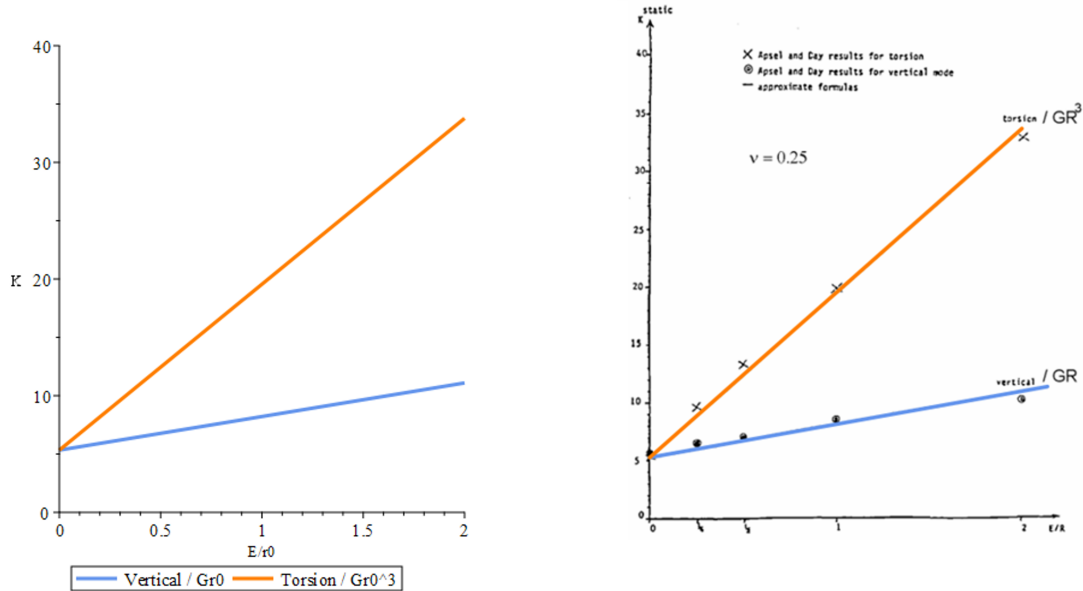 40
30
20
10
0
K
0
0.5
1
1.5
2
E/r0
Vertical / Gr0
Torsion / Gr0^3
static
K
40
35
30
25
20
15
10
5
0
× Apsel and Day results for torsion
⊛ Apsel and Day results for vertical mode
— approximate formulas
torsion / GR³
ν = 0.25
vertical / GR
0
1
2
E/R